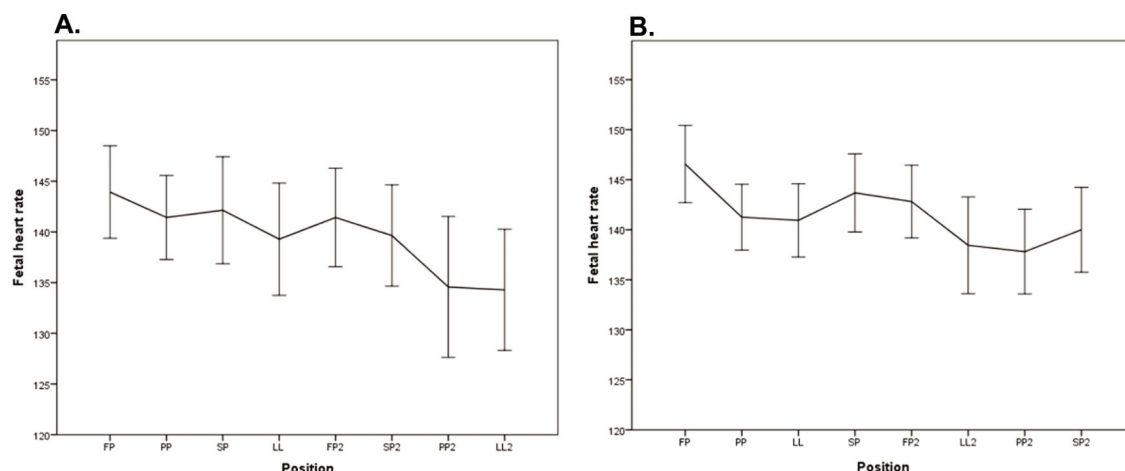 A.
155
150
145
140
135
130
125
120
Fetal heart rate
FP PP SP LL FP2 SP2 PP2 LL2
Position
B.
155
150
145
140
135
130
125
120
Fetal heart rate
FP PP LL SP FP2 LL2 PP2 SP2
Position